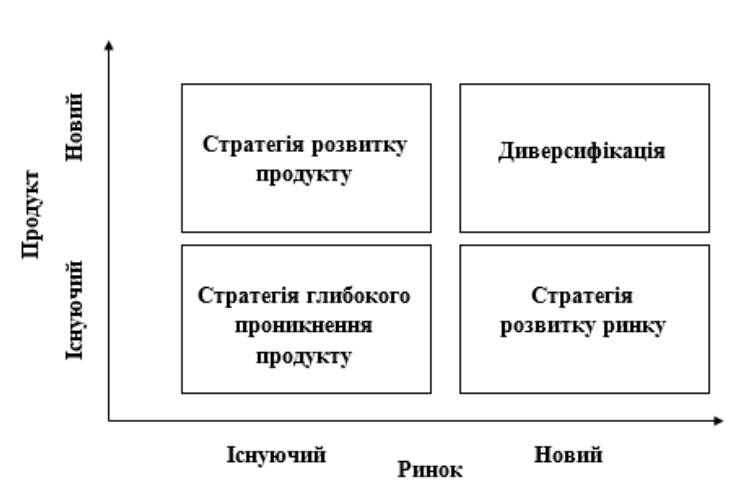 Продукт
Новий
Стратегія розвитку
продукту
Диверсифікація
Існуючий
Стратегія глибокого
проникнення
продукту
Стратегія
розвитку ринку
Існуючий
Ринок
Новий